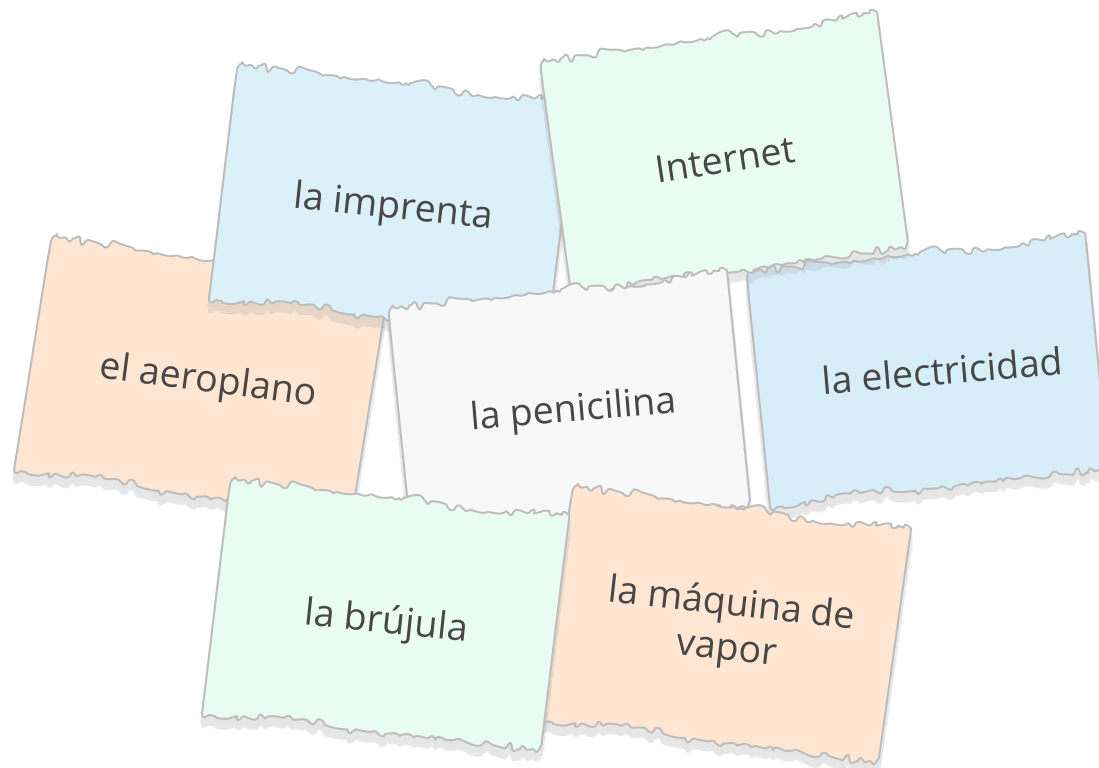 la imprenta
Internet
el aeroplano
la penicilina
la electricidad
la brújula
la máquina de
vapor